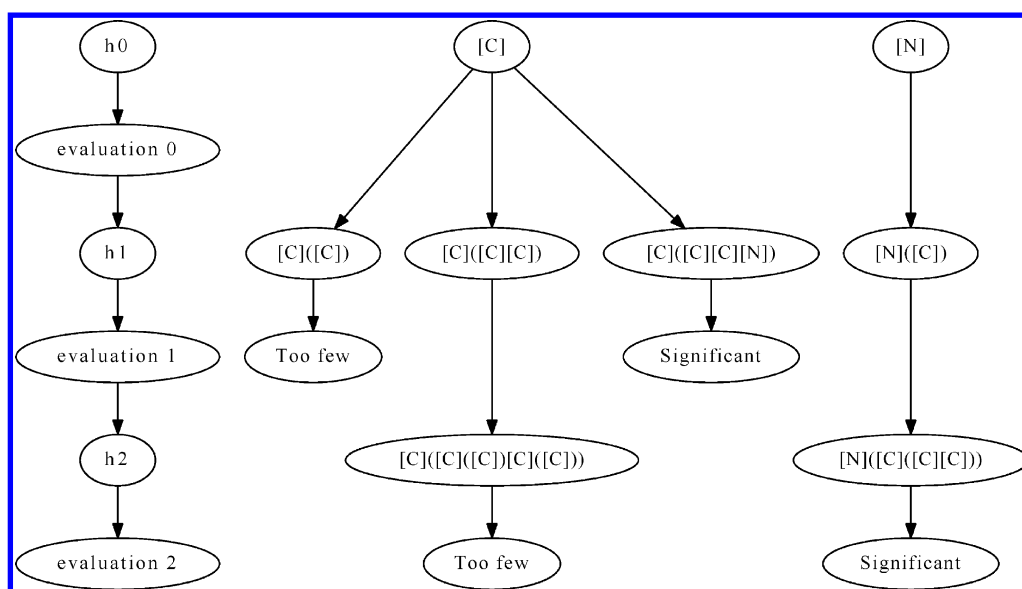 h0 [C] [N]
evaluation 0
h1 [C]([C]) [C]([C][C]) [C]([C][C][N]) [N]([C])
evaluation 1 Too few Significant
h2 [C]([C]([C])[C]([C])) [N]([C]([C][C]))
evaluation 2 Too few Significant